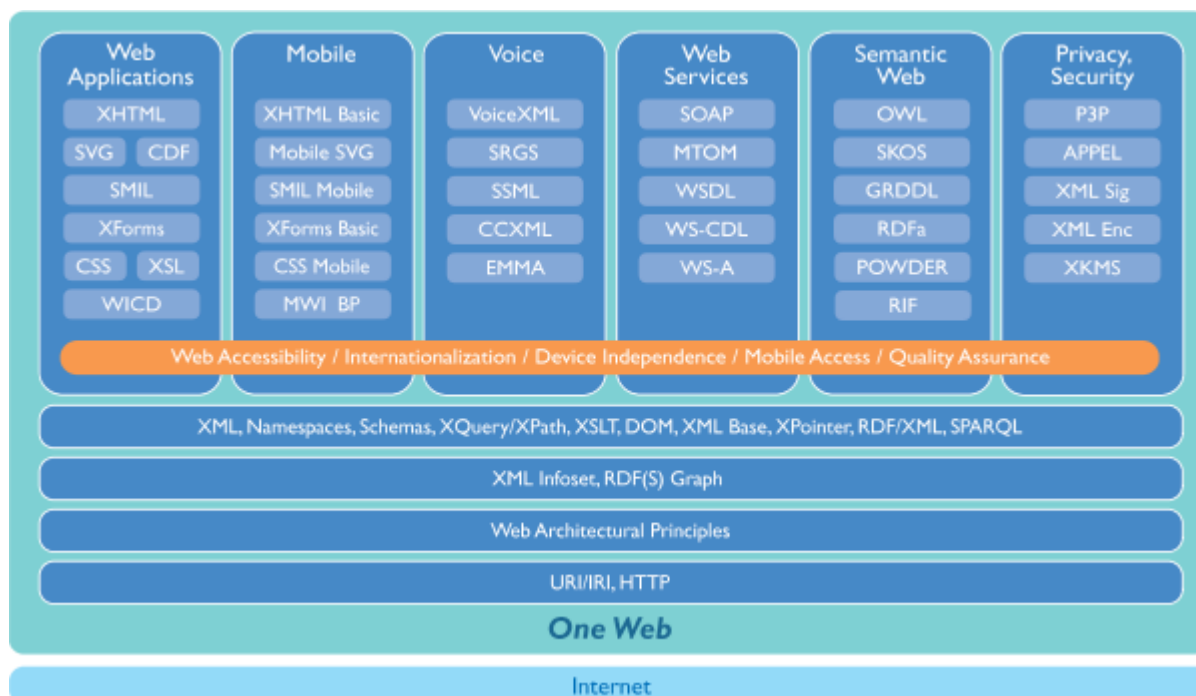 Web
Applications
XHTML
SVG CDF
SMIL
XForms
CSS XSL
WICD
Mobile
XHTML Basic
Mobile SVG
SMIL Mobile
XForms Basic
CSS Mobile
MWI BP
Voice
VoiceXML
SRGS
SSML
CCXML
EMMA
Web
Services
SOAP
MTOM
WSDL
WS-CDL
WS-A
Semantic
Web
OWL
SKOS
GRDDL
RDFa
POWDER
RIF
Privacy,
Security
P3P
APPEL
XML Sig
XML Enc
XKMS
Web Accessibility / Internationalization / Device Independence / Mobile Access / Quality Assurance
XML, Namespaces, Schemas, XQuery/XPath, XSLT, DOM, XML Base, XPointer, RDF/XML, SPARQL
XML Infoset, RDF(S) Graph
Web Architectural Principles
URI/IRI, HTTP
One Web
Internet